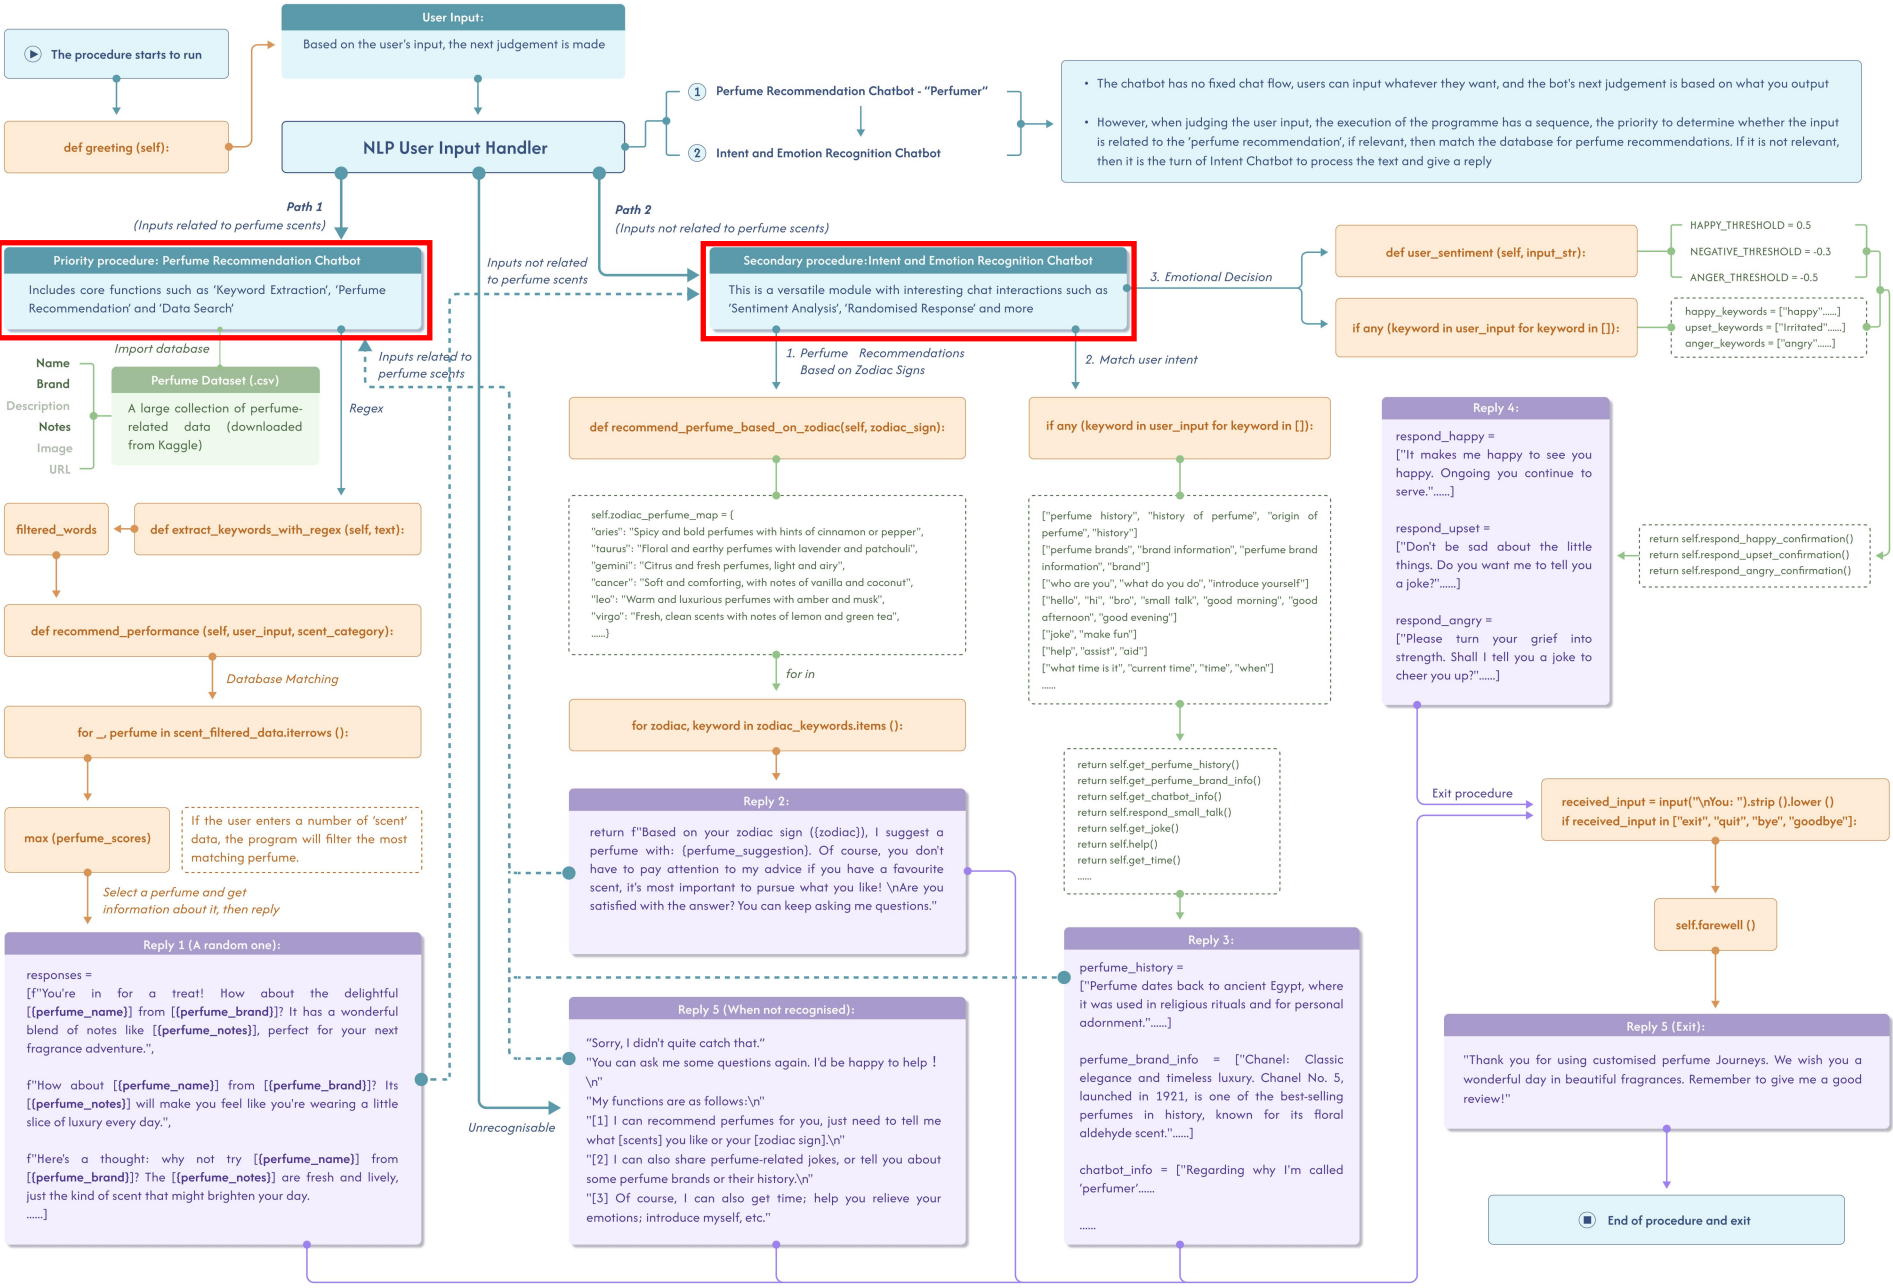 The procedure starts to run
def greeting (self):
User Input:
Based on the user's input, the next judgement is made
NLP User Input Handler
1 Perfume Recommendation Chatbot - "Perfumer"
2 Intent and Emotion Recognition Chatbot
• The chatbot has no fixed chat flow, users can input whatever they want, and the bot's next judgement is based on what you output
• However, when judging the user input, the execution of the programme has a sequence, the priority to determine whether the input
is related to the 'perfume recommendation', if relevant, then match the database for perfume recommendations. If it is not relevant,
then it is the turn of Intent Chatbot to process the text and give a reply
Path 1
(Inputs related to perfume scents)
Path 2
(Inputs not related to perfume scents)
Priority procedure: Perfume Recommendation Chatbot
Includes core functions such as 'Keyword Extraction', 'Perfume
Recommendation' and 'Data Search'
Inputs not related
to perfume scents
Secondary procedure:Intent and Emotion Recognition Chatbot
This is a versatile module with interesting chat interactions such as
'Sentiment Analysis', 'Randomised Response' and more
3. Emotional Decision
def user_sentiment (self, input_str):
HAPPY_THRESHOLD = 0.5
NEGATIVE_THRESHOLD = -0.3
ANGER_THRESHOLD = -0.5
if any (keyword in user_input for keyword in []):
happy_keywords = ["happy"......]
upset_keywords = ["Irritated"......]
anger_keywords = ["angry"......]
Import database
Name
Brand
Description
Notes
Image
URL
Perfume Dataset (.csv)
A large collection of perfume-
related data (downloaded
from Kaggle)
Inputs related to
perfume scents
Regex
1. Perfume Recommendations
Based on Zodiac Signs
2. Match user intent
filtered_words
def extract_keywords_with_regex (self, text):
def recommend_performance (self, user_input, scent_category):
Database Matching
for _, perfume in scent_filtered_data.iterrows ():
max (perfume_scores)
If the user enters a number of 'scent'
data, the program will filter the most
matching perfume.
Select a perfume and get
information about it, then reply
Reply 1 (A random one):
responses =
[f"You're in for a treat! How about the delightful
[{perfume_name}] from [{perfume_brand}]? It has a wonderful
blend of notes like [{perfume_notes}], perfect for your next
fragrance adventure.",
f"How about [{perfume_name}] from [{perfume_brand}]? Its
[{perfume_notes}] will make you feel like you're wearing a little
slice of luxury every day.",
f"Here's a thought: why not try [{perfume_name}] from
[{perfume_brand}]? The [{perfume_notes}] are fresh and lively,
just the kind of scent that might brighten your day.
......]
def recommend_perfume_based_on_zodiac(self, zodiac_sign):
self.zodiac_perfume_map = {
"aries": "Spicy and bold perfumes with hints of cinnamon or pepper",
"taurus": "Floral and earthy perfumes with lavender and patchouli",
"gemini": "Citrus and fresh perfumes, light and airy",
"cancer": "Soft and comforting, with notes of vanilla and coconut",
"leo": "Warm and luxurious perfumes with amber and musk",
"virgo": "Fresh, clean scents with notes of lemon and green tea",
......}
for in
for zodiac, keyword in zodiac_keywords.items ():
Reply 2:
return f"Based on your zodiac sign ({zodiac}), I suggest a
perfume with: {perfume_suggestion}. Of course, you don't
have to pay attention to my advice if you have a favourite
scent, it's most important to pursue what you like! \nAre you
satisfied with the answer? You can keep asking me questions."
Reply 5 (When not recognised):
"Sorry, I didn't quite catch that."
"You can ask me some questions again. I'd be happy to help !
\n"
"My functions are as follows:\n"
"[1] I can recommend perfumes for you, just need to tell me
what [scents] you like or your [zodiac sign].\n"
"[2] I can also share perfume-related jokes, or tell you about
some perfume brands or their history.\n"
"[3] Of course, I can also get time; help you relieve your
emotions; introduce myself, etc."
Unrecognisable
if any (keyword in user_input for keyword in []):
["perfume history", "history of perfume", "origin of
perfume", "history"]
["perfume brands", "brand information", "perfume brand
information", "brand"]
["who are you", "what do you do", "introduce yourself"]
["hello", "hi", "bro", "small talk", "good morning", "good
afternoon", "good evening"]
["joke", "make fun"]
["help", "assist", "aid"]
["what time is it", "current time", "time", "when"]
......
return self.get_perfume_history()
return self.get_perfume_brand_info()
return self.get_chatbot_info()
return self.respond_small_talk()
return self.get_joke()
return self.help()
return self.get_time()
......
Reply 3:
perfume_history =
["Perfume dates back to ancient Egypt, where
it was used in religious rituals and for personal
adornment."......]
perfume_brand_info = ["Chanel: Classic
elegance and timeless luxury. Chanel No. 5,
launched in 1921, is one of the best-selling
perfumes in history, known for its floral
aldehyde scent."......]
chatbot_info = ["Regarding why I'm called
'perfumer'......
......
Reply 4:
respond_happy =
["It makes me happy to see you
happy. Ongoing you continue to
serve."......]
respond_upset =
["Don't be sad about the little
things. Do you want me to tell you
a joke?"......]
respond_angry =
["Please turn your grief into
strength. Shall I tell you a joke to
cheer you up?"......]
return self.respond_happy_confirmation()
return self.respond_upset_confirmation()
return self.respond_angry_confirmation()
Exit procedure
received_input = input("\nYou: ").strip ().lower ()
if received_input in ["exit", "quit", "bye", "goodbye"]:
self.farewell ()
Reply 5 (Exit):
"Thank you for using customised perfume Journeys. We wish you a
wonderful day in beautiful fragrances. Remember to give me a good
review!"
End of procedure and exit